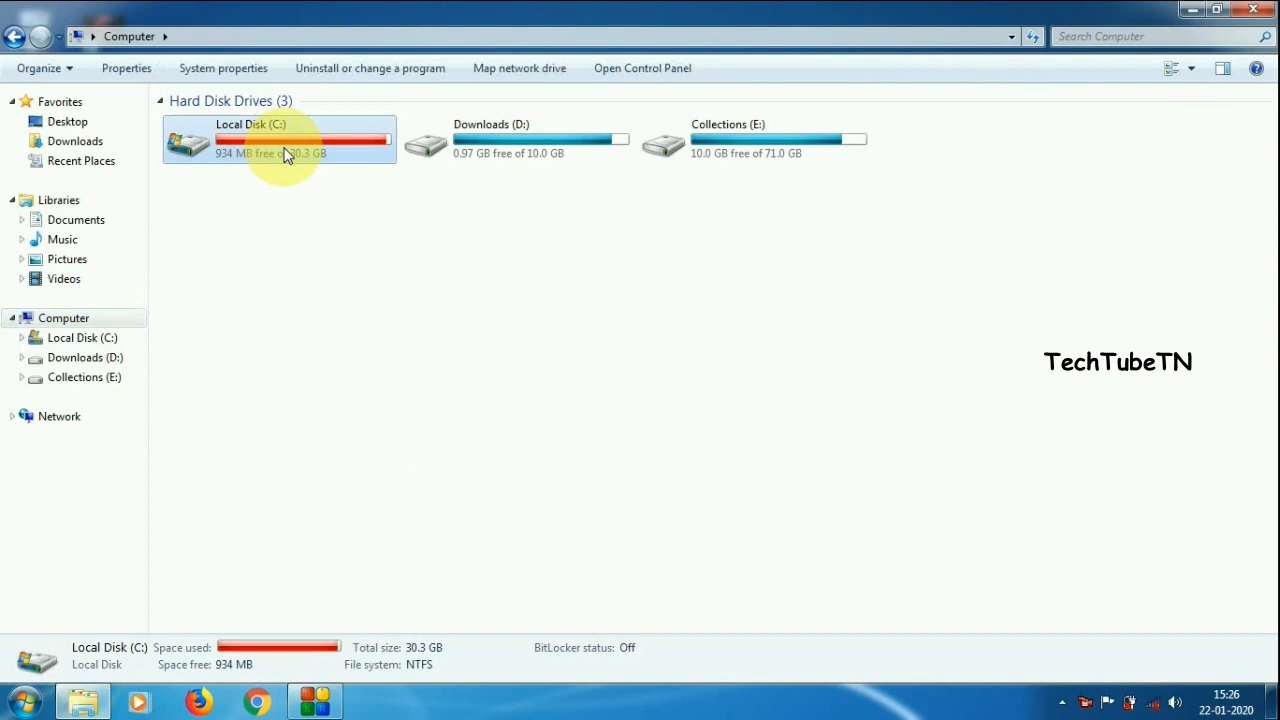 Computer
Search Computer
Organize Properties System properties Uninstall or change a program Map network drive Open Control Panel
Favorites
Desktop
Downloads
Recent Places
Libraries
Documents
Music
Pictures
Videos
Computer
Local Disk (C:)
Downloads (D:)
Collections (E:)
Network
Hard Disk Drives (3)
Local Disk (C:)
934 MB free of 30.3 GB
Downloads (D:)
0.97 GB free of 10.0 GB
Collections (E:)
10.0 GB free of 71.0 GB
TechTubeTN
Local Disk (C:) Space used: Total size: 30.3 GB BitLocker status: Off
Local Disk Space free: 934 MB File system: NTFS
15:26
22-01-2020